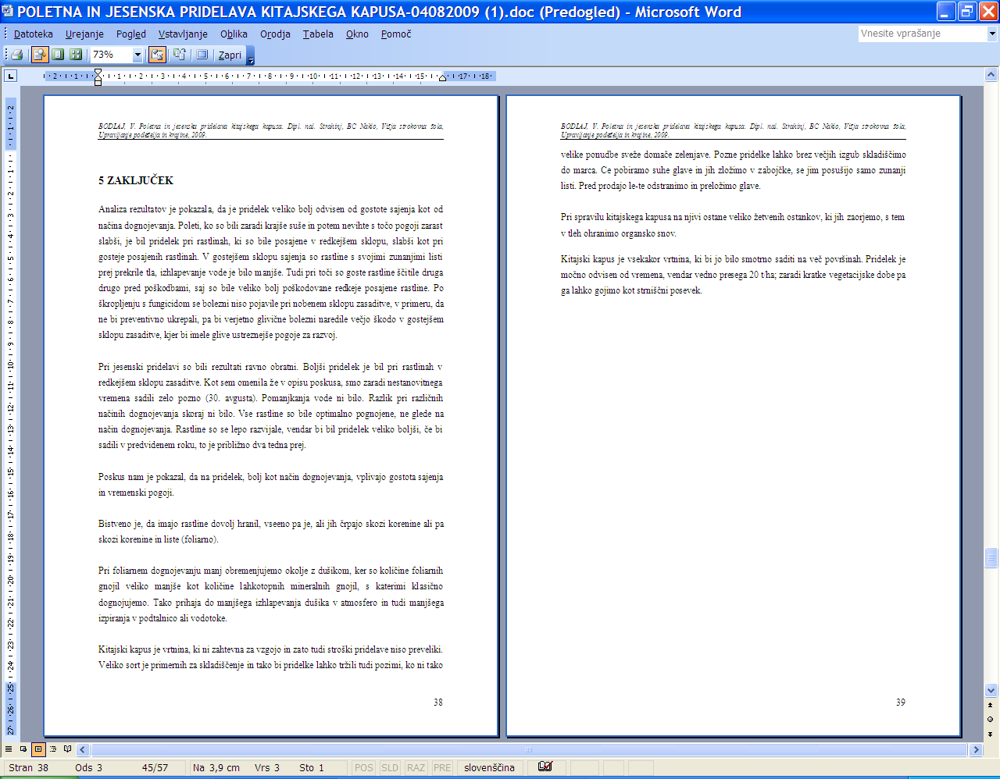 POLETNA IN JESENSKA PRIDELAVA KITAJSKEGA KAPUSA-04082009 (1).doc (Predogled) - Microsoft Word
Datoteka Urejanje Pogled Vstavljanje Oblika Orodja Tabela Okno Pomoč
Vnesite vprašanje
73% Zapri
BODLAJ, V. Poletna in jesenska pridelava kitajskega kapusa. Dipl. nal. Strahinj, BC Naklo, Višja strokovna šola,
Upravljanje podeželja in krajine, 2009.
5 ZAKLJUČEK
Analiza rezultatov je pokazala, da je pridelek veliko bolj odvisen od gostote sajenja kot od
načina dognojevanja. Poleti, ko so bili zaradi krajše suše in potem nevihte s točo pogoji zarast
slabši, je bil pridelek pri rastlinah, ki so bile posajene v redkejšem sklopu, slabši kot pri
gosteje posajenih rastlinah. V gostejšem sklopu sajenja so rastline s svojimi zunanjimi listi
prej prekrile tla, izhlapevanje vode je bilo manjše. Tudi pri toči so goste rastline ščitile druga
drugo pred poškodbami, saj so bile veliko bolj poškodovane redkeje posajene rastline. Po
škropljenju s fungicidom se bolezni niso pojavile pri nobenem sklopu zasaditve, v primeru, da
ne bi preventivno ukrepali, pa bi verjetno glivične bolezni naredile večjo škodo v gostejšem
sklopu zasaditve, kjer bi imele glive ustreznejše pogoje za razvoj.
Pri jesenski pridelavi so bili rezultati ravno obratni. Boljši pridelek je bil pri rastlinah v
redkejšem sklopu zasaditve. Kot sem omenila že v opisu poskusa, smo zaradi nestanovitnega
vremena sadili zelo pozno (30. avgusta). Pomanjkanja vode ni bilo. Razlik pri različnih
načinih dognojevanja skoraj ni bilo. Vse rastline so bile optimalno pognojene, ne glede na
način dognojevanja. Rastline so se lepo razvijale, vendar bi bil pridelek veliko boljši, če bi
sadili v predvidenem roku, to je približno dva tedna prej.
Poskus nam je pokazal, da na pridelek, bolj kot način dognojevanja, vplivajo gostota sajenja
in vremenski pogoji.
Bistveno je, da imajo rastline dovolj hranil, vseeno pa je, ali jih črpajo skozi korenine ali pa
skozi korenine in liste (foliarno).
Pri foliarnem dognojevanju manj obremenjujemo okolje z dušikom, ker so količine foliarnih
gnojil veliko manjše kot količine lahkotopnih mineralnih gnojil, s katerimi klasično
dognojujemo. Tako prihaja do manjšega izhlapevanja dušika v atmosfero in tudi manjšega
izpiranja v podtalnico ali vodotoke.
Kitajski kapus je vrtnina, ki ni zahtevna za vzgojo in zato tudi stroški pridelave niso preveliki.
Veliko sort je primernih za skladiščenje in tako bi pridelke lahko tržili tudi pozimi, ko ni tako
38
BODLAJ, V. Poletna in jesenska pridelava kitajskega kapusa. Dipl. nal. Strahinj, BC Naklo, Višja strokovna šola,
Upravljanje podeželja in krajine, 2009.
velike ponudbe sveže domače zelenjave. Pozne pridelke lahko brez večjih izgub skladiščimo
do marca. Ce pobiramo suhe glave in jih zložimo v zabojčke, se jim posušijo samo zunanji
listi. Pred prodajo le-te odstranimo in preložimo glave.
Pri spravilu kitajskega kapusa na njivi ostane veliko žetvenih ostankov, ki jih zaorjemo, s tem
v tleh ohranimo organsko snov.
Kitajski kapus je vsekakor vrtnina, ki bi jo bilo smotrno saditi na več površinah. Pridelek je
močno odvisen od vremena, vendar vedno presega 20 t/ha; zaradi kratke vegetacijske dobe pa
ga lahko gojimo kot strniščni posevek.
39
Stran 38 Ods 3 45/57 Na 3,9 cm Vrs 3 Sto 1 POS SLD RAZ PRE slovenščina